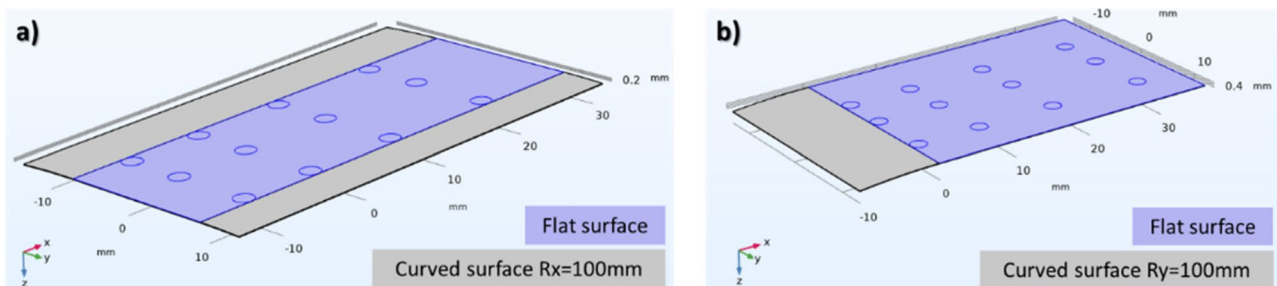 a)
0.2 mm
30
20
10
mm
0
-10
-10
0
mm
10
x
y
z
Flat surface
Curved surface Rx=100mm
b)
-10 mm
0
10
0.4 mm
30
20
mm
10
0
-10
x
y
z
Flat surface
Curved surface Ry=100mm